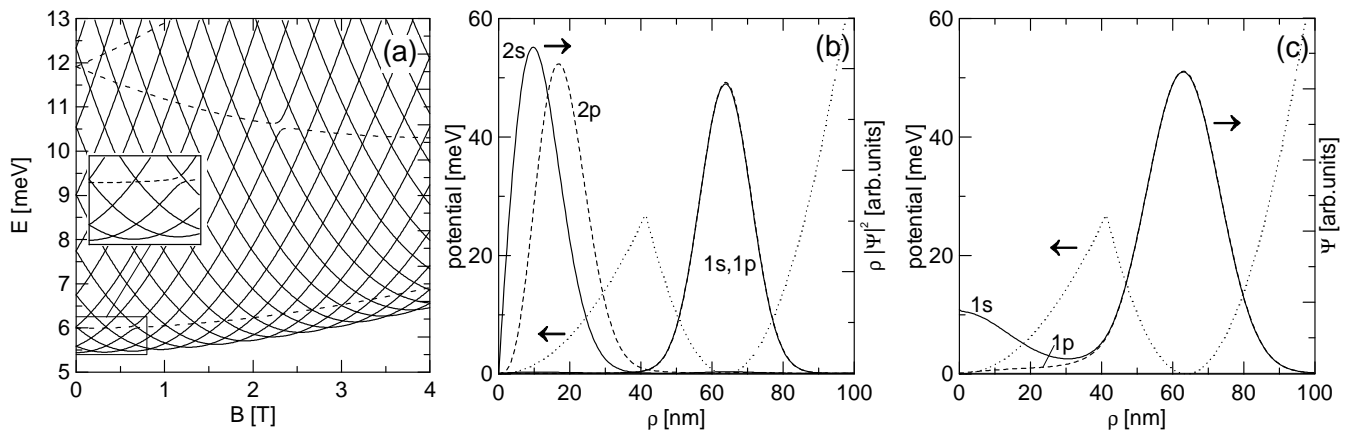 (a)
E [meV]
13
12
11
10
9
8
7
6
5
0
1
2
3
4
B [T]
(b)
potential [meV]
60
40
20
0
2s
2p
1s,1p
0
20
40
60
80
100
ρ [nm]
ρ |Ψ|² [arb.units]
(c)
potential [meV]
60
40
20
0
1s
1p
0
20
40
60
80
100
ρ [nm]
Ψ [arb.units]